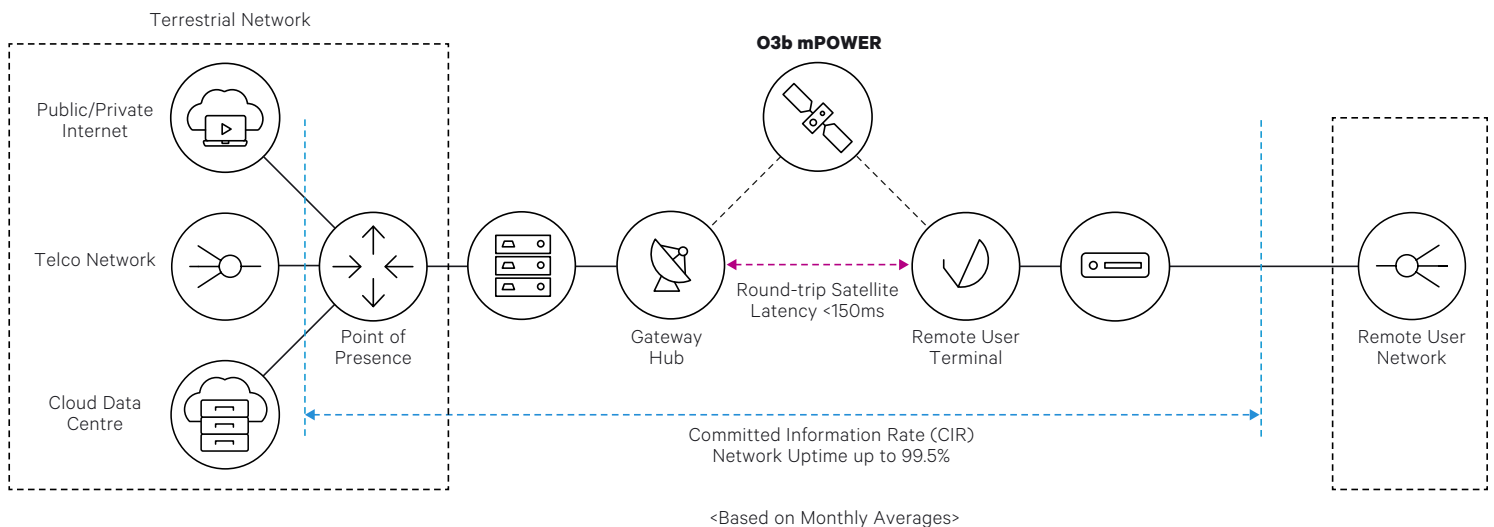 Terrestrial Network
O3b mPOWER
Public/Private
Internet
Telco Network
Point of
Presence
Gateway
Hub
Round-trip Satellite
Latency <150ms
Remote User
Terminal
Remote User
Network
Cloud Data
Centre
Committed Information Rate (CIR)
Network Uptime up to 99.5%
<Based on Monthly Averages>